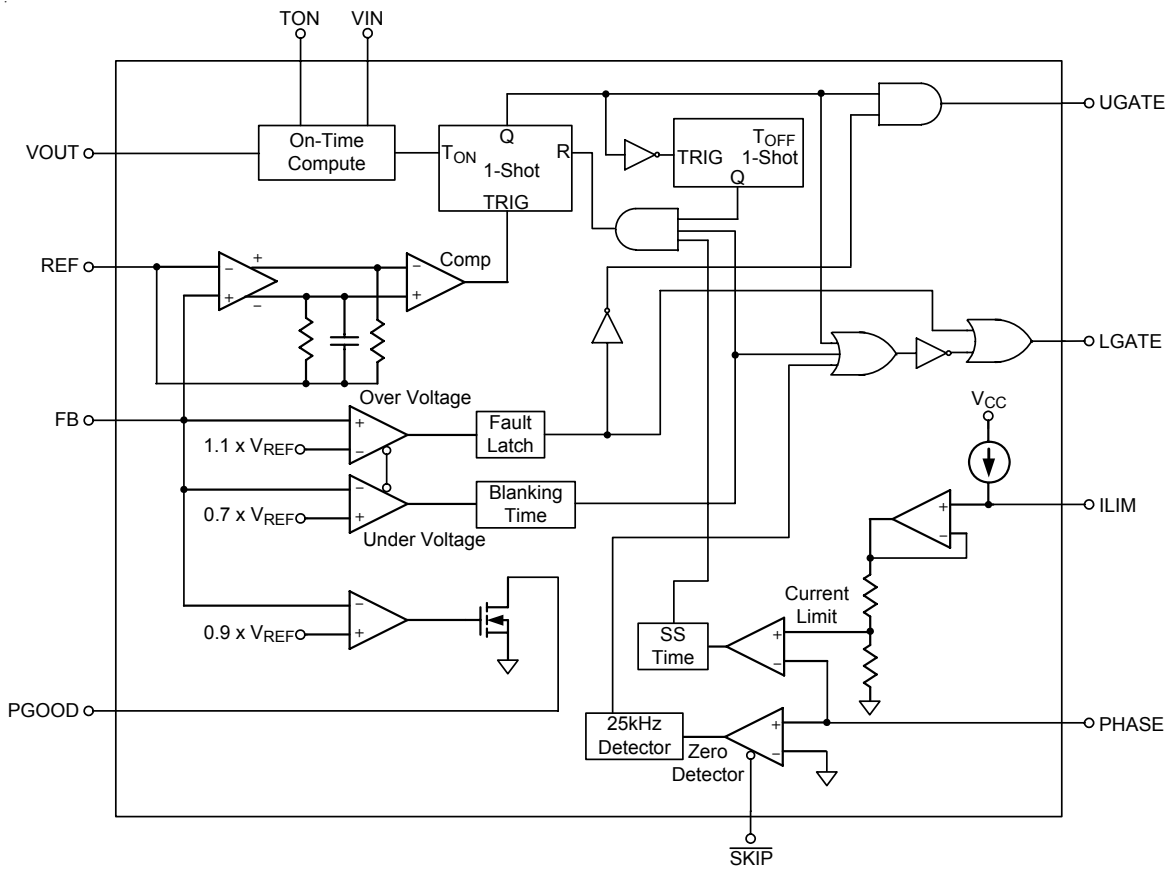 TON VIN
UGATE
VOUT
On-Time
Compute
Q
TON
1-Shot
R
TRIG
TRIG
TOFF
1-Shot
Q
REF
+
−
+
−
−
+
Comp
LGATE
FB
Over Voltage
+
−
1.1 x VREF
Fault
Latch
VCC
−
+
0.7 x VREF
Blanking
Time
Under Voltage
+
−
ILIM
−
+
0.9 x VREF
Current
Limit
SS
Time
+
−
PGOOD
25kHz
Detector
Zero
Detector
+
−
PHASE
SKIP